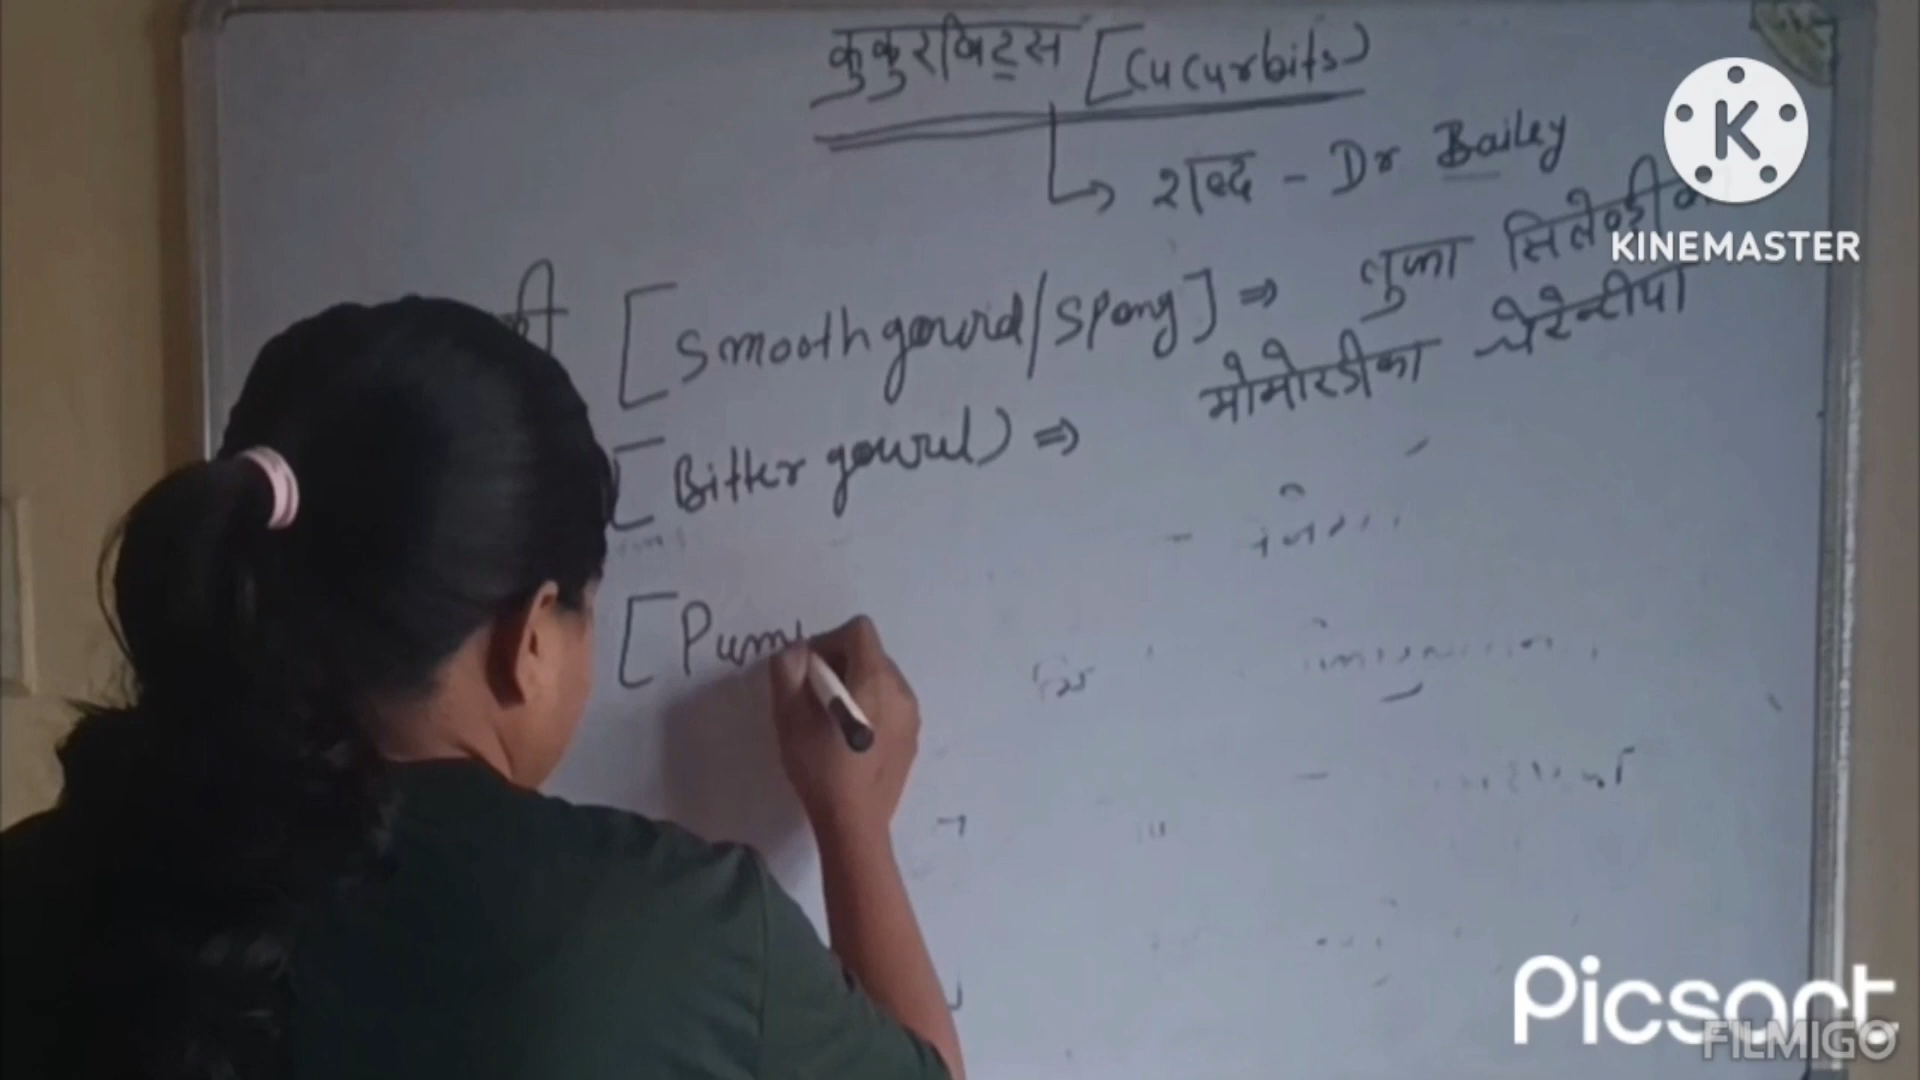 कुकुरबिट्स [Cucurbits)
शब्द - Dr Bailey
[Smooth gourd/Spong] ⇒ लुफा
[Bitter gourd) ⇒ मोमोरडीका चेरेन्टीया
[Pum
K
KINEMASTER
Picsart
FILMIGO